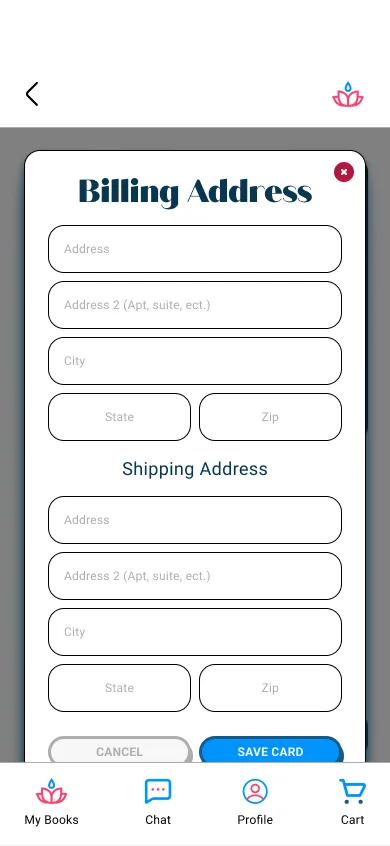 Billing Address
Address
Address 2 (Apt, suite, ect.)
City
State Zip
Shipping Address
Address
Address 2 (Apt, suite, ect.)
City
State Zip
CANCEL SAVE CARD
My Books Chat Profile Cart